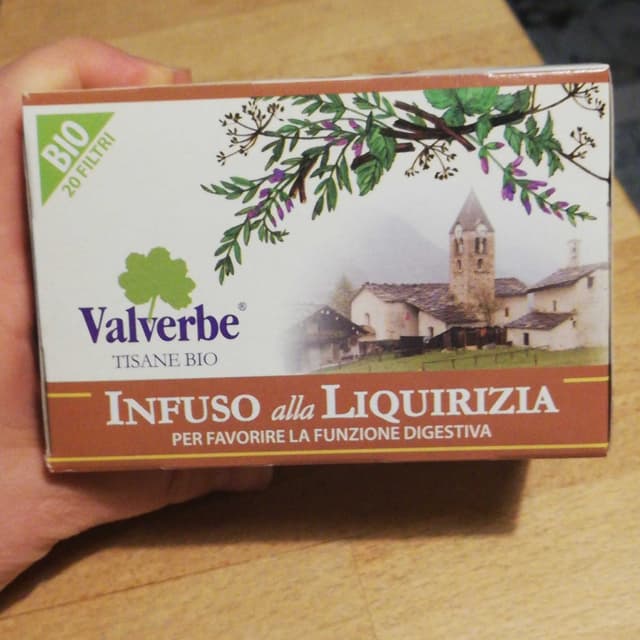 BIO
20 FILTRI
Valverbe®
TISANE BIO
INFUSO alla LIQUIRIZIA
PER FAVORIRE LA FUNZIONE DIGESTIVA